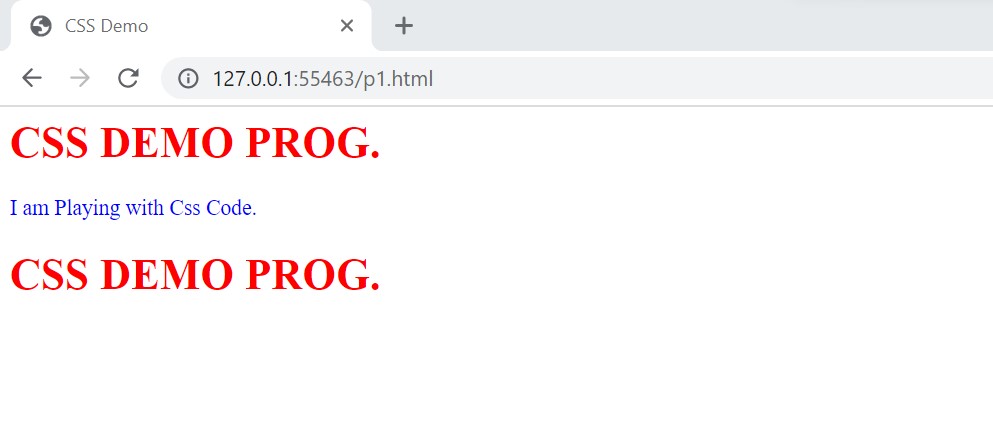 CSS Demo
127.0.0.1:55463/p1.html
CSS DEMO PROG.
I am Playing with Css Code.
CSS DEMO PROG.